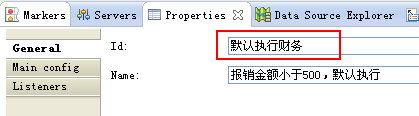 Markers Servers Properties Data Source Explorer
General Id: 默认执行财务
Main config
Name: 报销金额小于500，默认执行
Listeners